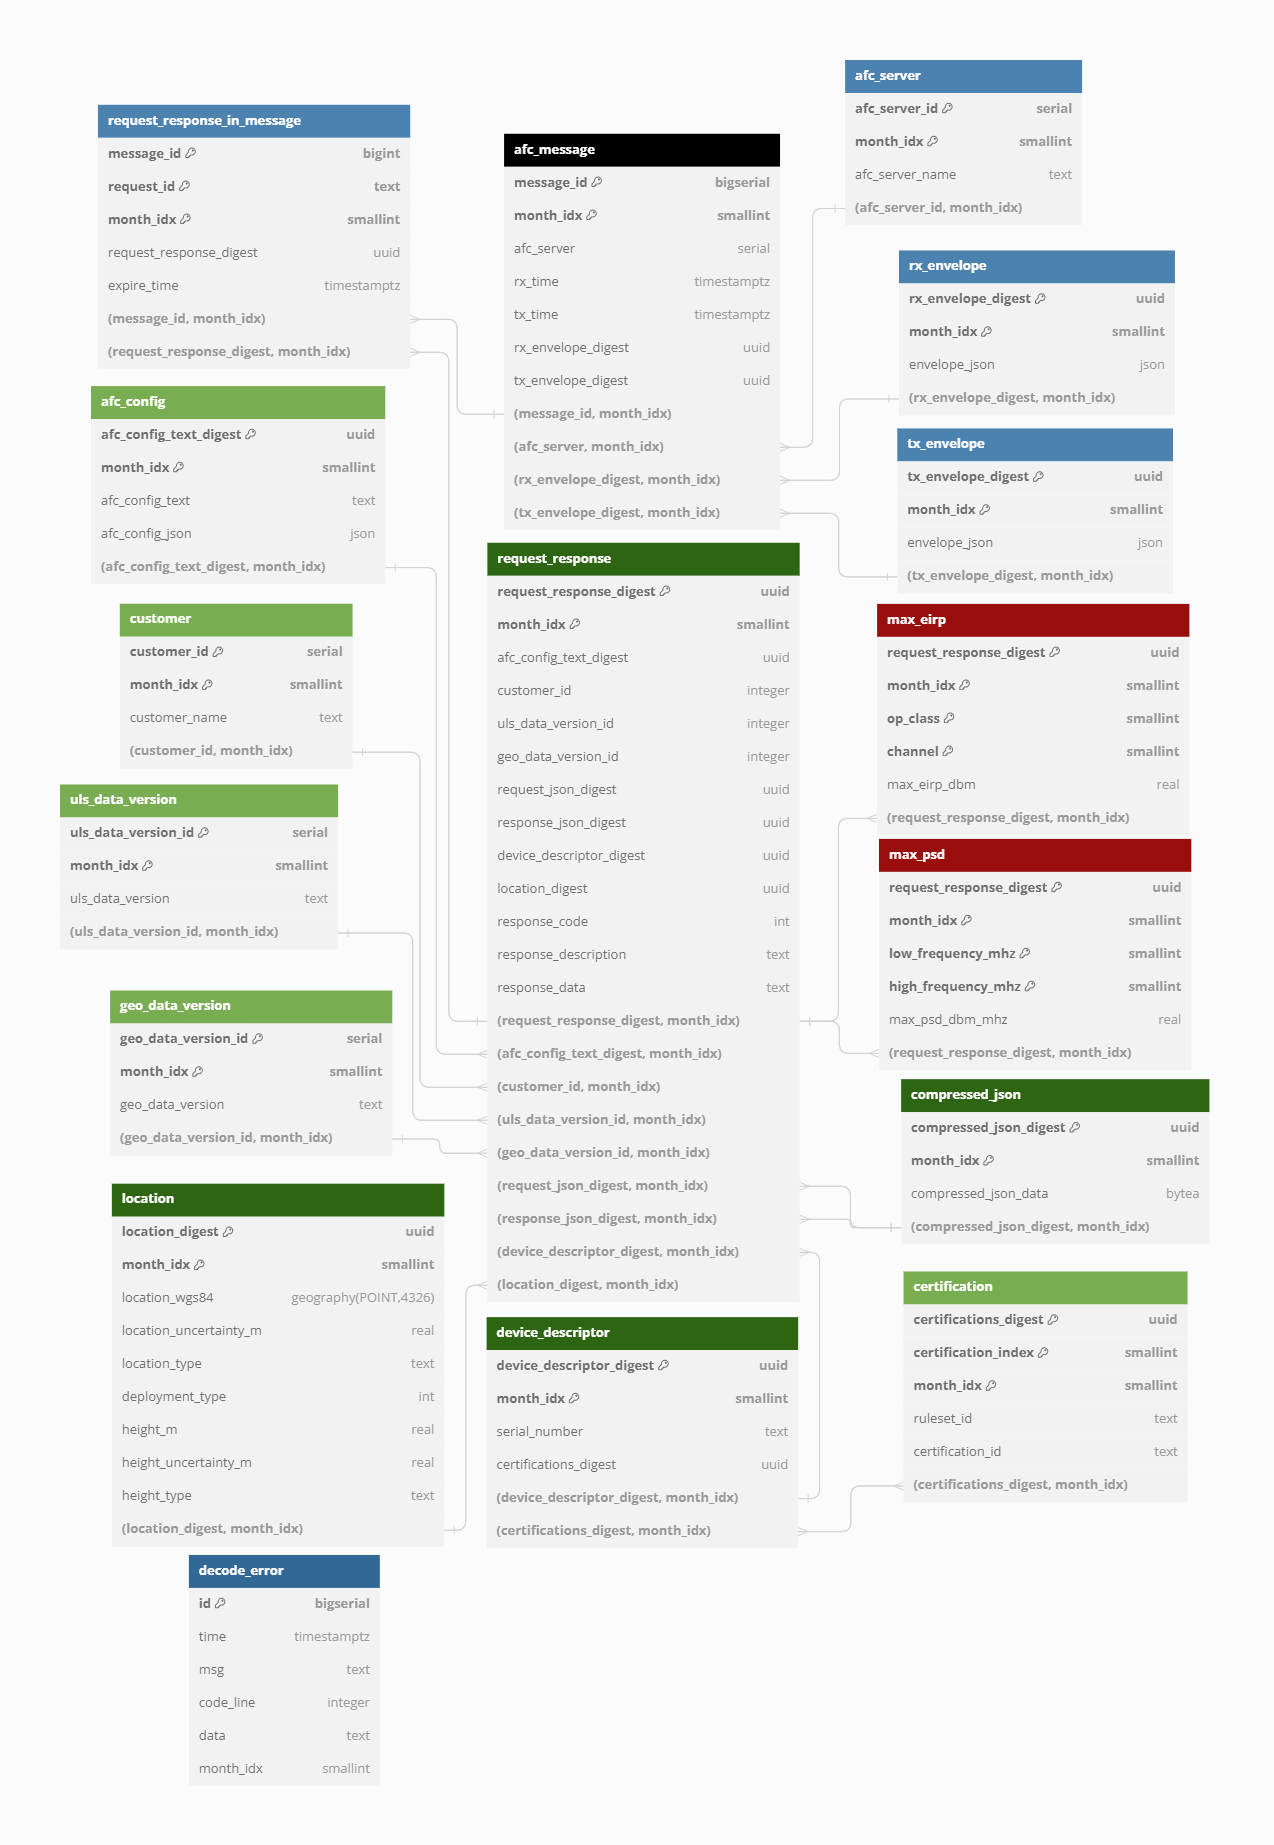 request_response_in_message
message_id bigint
request_id text
month_idx smallint
request_response_digest uuid
expire_time timestamptz
(message_id, month_idx)
(request_response_digest, month_idx)
afc_message
message_id bigserial
month_idx smallint
afc_server serial
rx_time timestamptz
tx_time timestamptz
rx_envelope_digest uuid
tx_envelope_digest uuid
(message_id, month_idx)
(afc_server, month_idx)
(rx_envelope_digest, month_idx)
(tx_envelope_digest, month_idx)
afc_server
afc_server_id serial
month_idx smallint
afc_server_name text
(afc_server_id, month_idx)
rx_envelope
rx_envelope_digest uuid
month_idx smallint
envelope_json json
(rx_envelope_digest, month_idx)
tx_envelope
tx_envelope_digest uuid
month_idx smallint
envelope_json json
(tx_envelope_digest, month_idx)
afc_config
afc_config_text_digest uuid
month_idx smallint
afc_config_text text
afc_config_json json
(afc_config_text_digest, month_idx)
customer
customer_id serial
month_idx smallint
customer_name text
(customer_id, month_idx)
uls_data_version
uls_data_version_id serial
month_idx smallint
uls_data_version text
(uls_data_version_id, month_idx)
geo_data_version
geo_data_version_id serial
month_idx smallint
geo_data_version text
(geo_data_version_id, month_idx)
request_response
request_response_digest uuid
month_idx smallint
afc_config_text_digest uuid
customer_id integer
uls_data_version_id integer
geo_data_version_id integer
request_json_digest uuid
response_json_digest uuid
device_descriptor_digest uuid
location_digest uuid
response_code int
response_description text
response_data text
(request_response_digest, month_idx)
(afc_config_text_digest, month_idx)
(customer_id, month_idx)
(uls_data_version_id, month_idx)
(geo_data_version_id, month_idx)
(request_json_digest, month_idx)
(response_json_digest, month_idx)
(device_descriptor_digest, month_idx)
(location_digest, month_idx)
max_eirp
request_response_digest uuid
month_idx smallint
op_class smallint
channel smallint
max_eirp_dbm real
(request_response_digest, month_idx)
max_psd
request_response_digest uuid
month_idx smallint
low_frequency_mhz smallint
high_frequency_mhz smallint
max_psd_dbm_mhz real
(request_response_digest, month_idx)
compressed_json
compressed_json_digest uuid
month_idx smallint
compressed_json_data bytea
(compressed_json_digest, month_idx)
location
location_digest uuid
month_idx smallint
location_wgs84 geography(POINT,4326)
location_uncertainty_m real
location_type text
deployment_type int
height_m real
height_uncertainty_m real
height_type text
(location_digest, month_idx)
device_descriptor
device_descriptor_digest uuid
month_idx smallint
serial_number text
certifications_digest uuid
(device_descriptor_digest, month_idx)
(certifications_digest, month_idx)
certification
certifications_digest uuid
certification_index smallint
month_idx smallint
ruleset_id text
certification_id text
(certifications_digest, month_idx)
decode_error
id bigserial
time timestamptz
msg text
code_line integer
data text
month_idx smallint